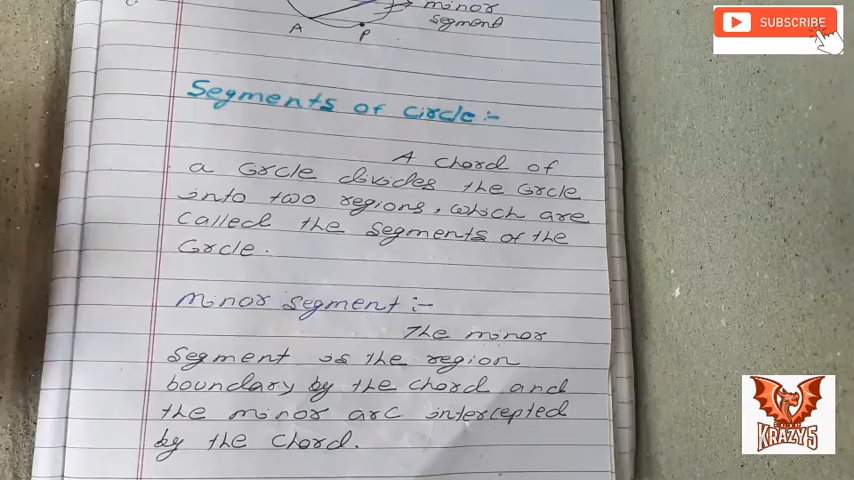 minor
segment
A
P
SUBSCRIBE
Segments of circle :-
A chord of
a circle divides the circle
into two regions, which are
called the segments of the
circle.
minor segment :-
The minor
segment is the region
boundary by the chord and
the minor arc intercepted
by the chord.
KRAZY5